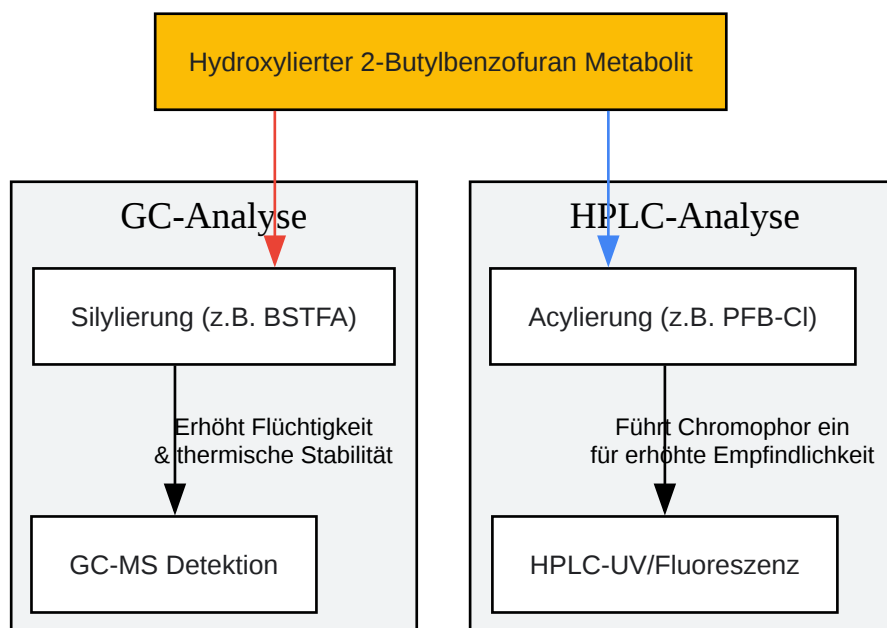 Hydroxylierter 2-Butylbenzofuran Metabolit
GC-Analyse
Silylierung (z.B. BSTFA)
Erhöht Flüchtigkeit
& thermische Stabilität
GC-MS Detektion
HPLC-Analyse
Acylierung (z.B. PFB-Cl)
Führt Chromophor ein
für erhöhte Empfindlichkeit
HPLC-UV/Fluoreszenz